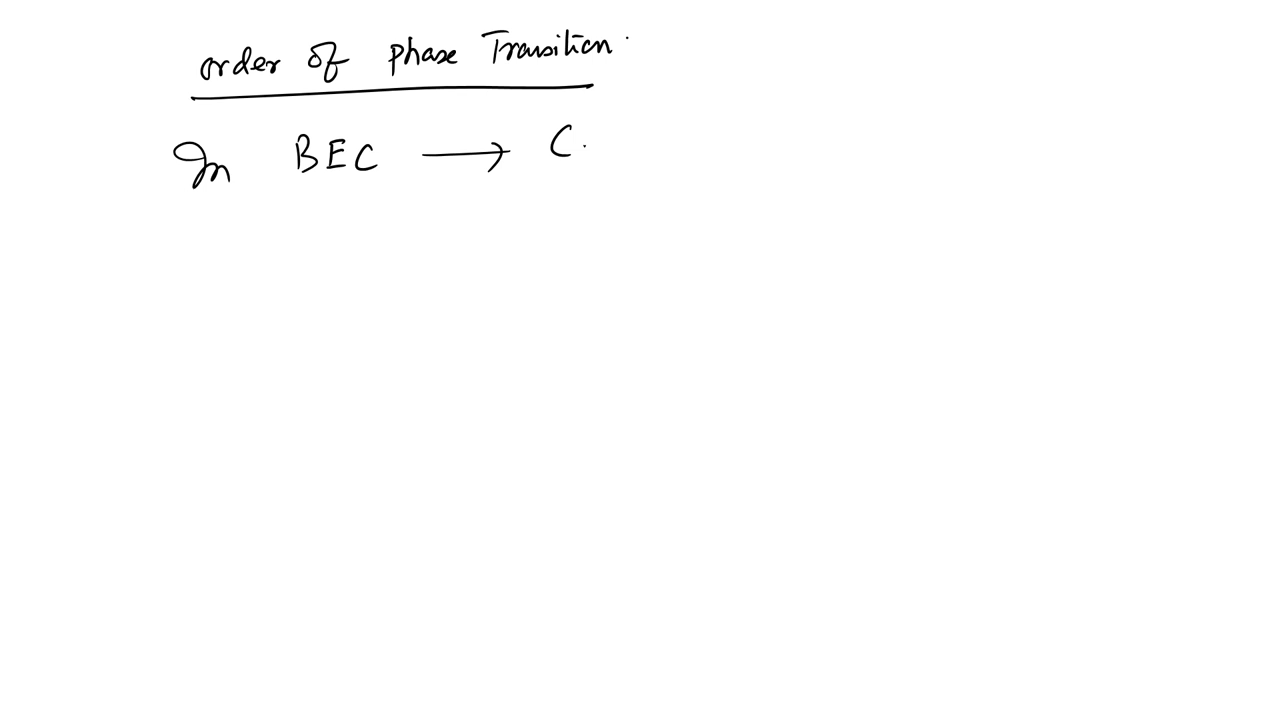 order of phase Transition.
In BEC → C.